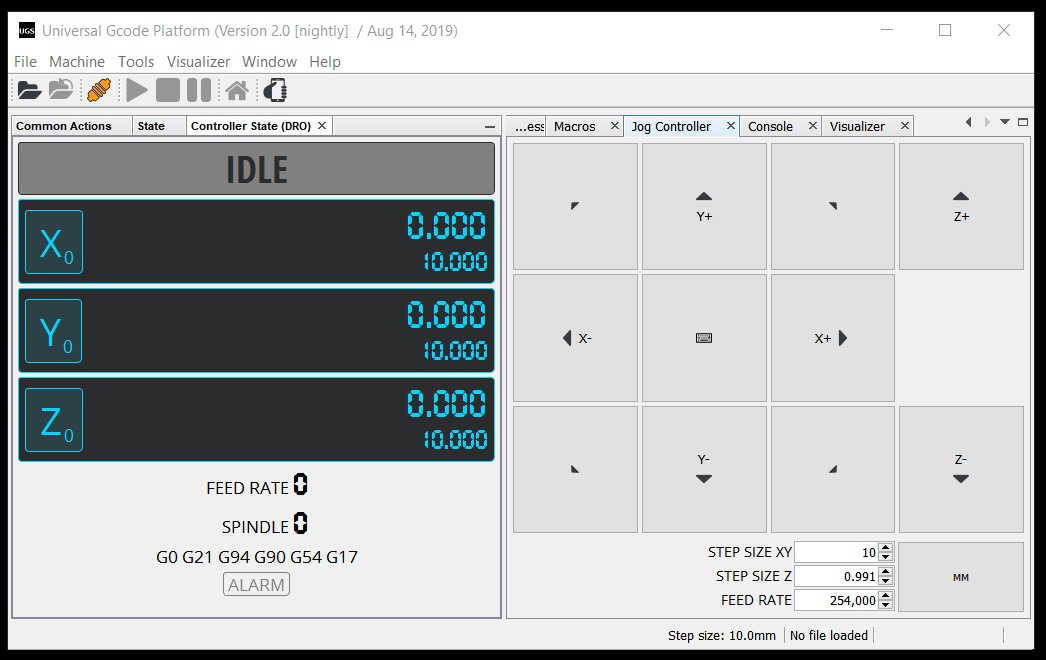 UGS Universal Gcode Platform (Version 2.0 [nightly] / Aug 14, 2019)
File Machine Tools Visualizer Window Help
Common Actions State Controller State (DRO)
...ess Macros Jog Controller Console Visualizer
IDLE
X0 0.000
10.000
Y0 0.000
10.000
Z0 0.000
10.000
FEED RATE 0
SPINDLE 0
G0 G21 G94 G90 G54 G17
ALARM
Y+ Z+
X- X+
Y- Z-
STEP SIZE XY 10
STEP SIZE Z 0.991
FEED RATE 254,000
MM
Step size: 10.0mm No file loaded